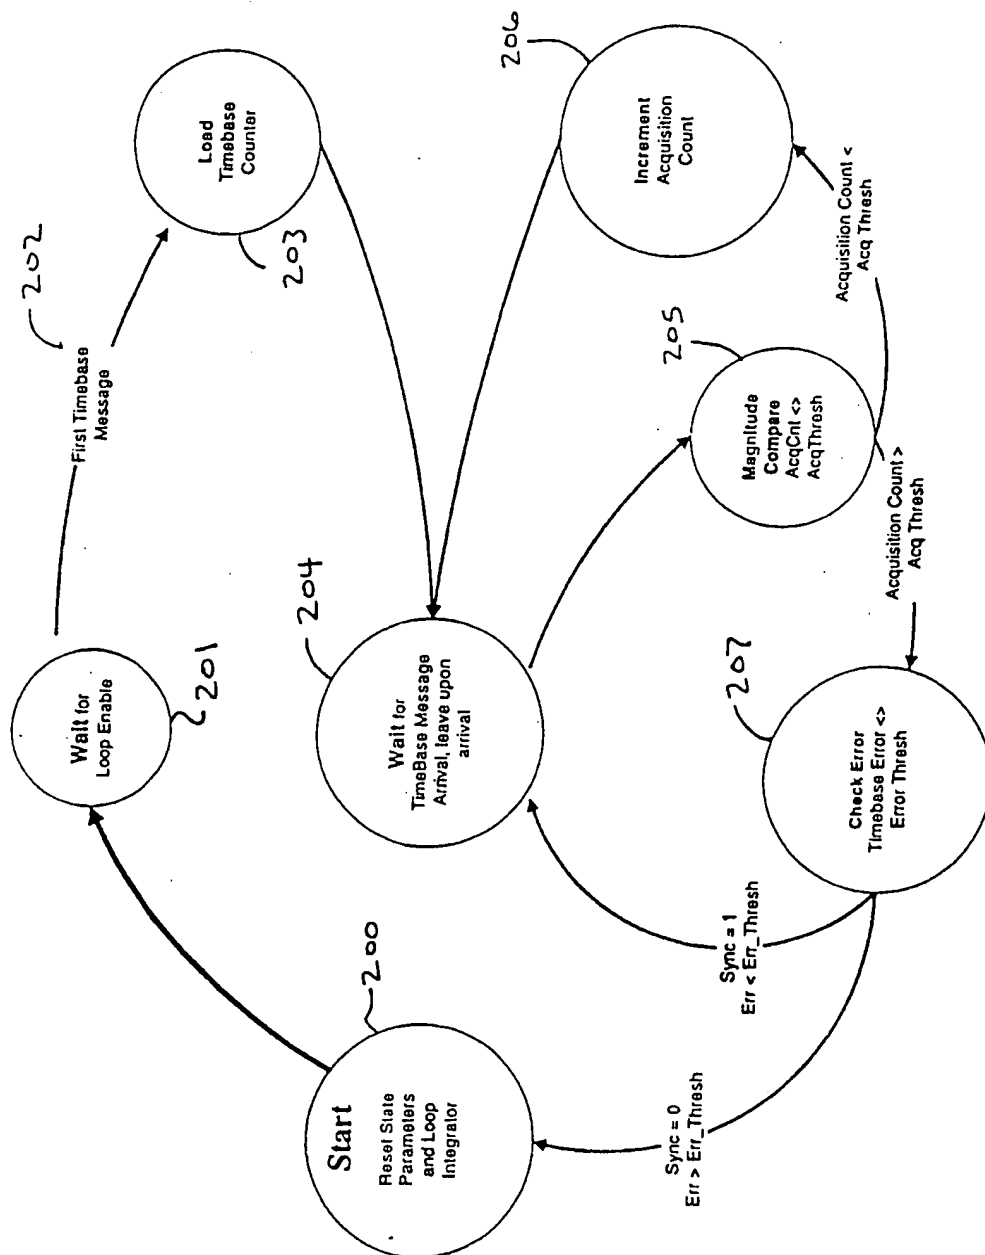 202
First Timebase
Message
Load
Timebase
Counter
203
206
Increment
Acquisition
Count
Wait for
Loop Enable
201
204
Wait for
TimeBase Message
Arrival, leave upon
arrival
205
Magnitude
Compare
AcqCnt <>
AcqThresh
Acquisition Count <
Acq Thresh
Acquisition Count >
Acq Thresh
207
Check Error
Timebase Error <>
Error Thresh
200
Start
Reset State
Parameters
and Loop
Integrator
Sync = 1
Err < Err_Thresh
Sync = 0
Err > Err_Thresh